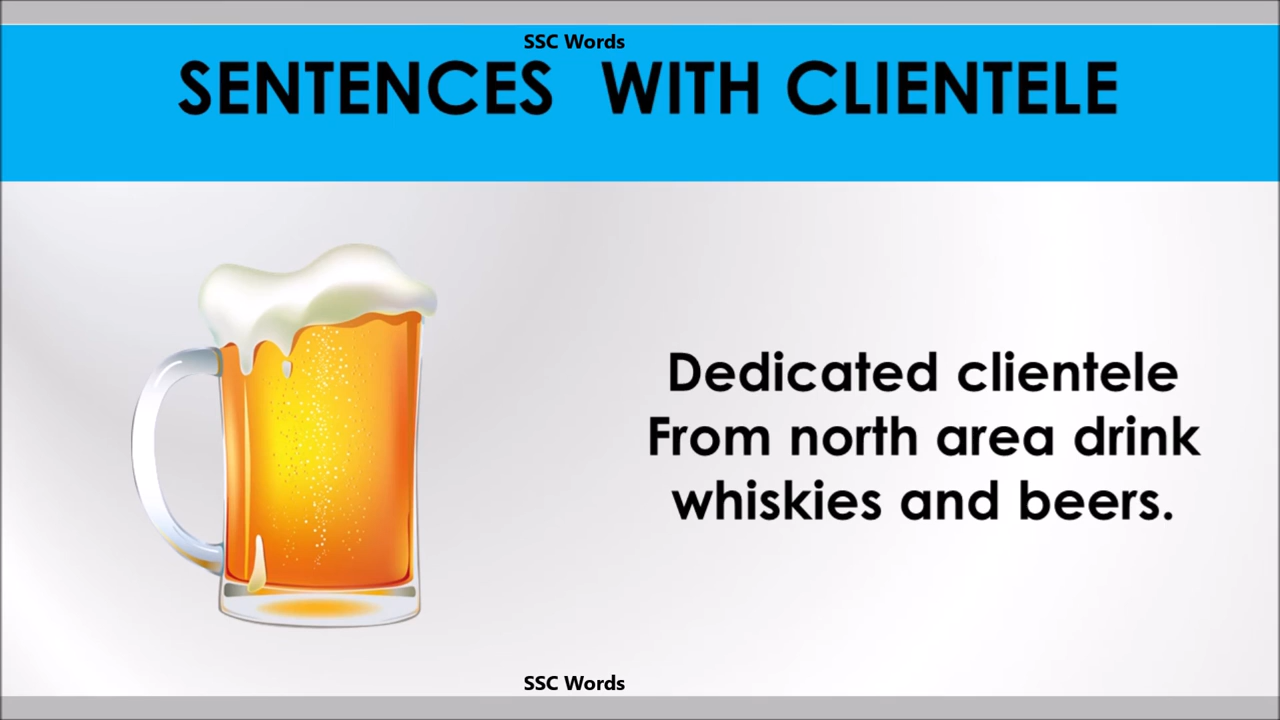 SSC Words
SENTENCES WITH CLIENTELE
Dedicated clientele
From north area drink
whiskies and beers.
SSC Words